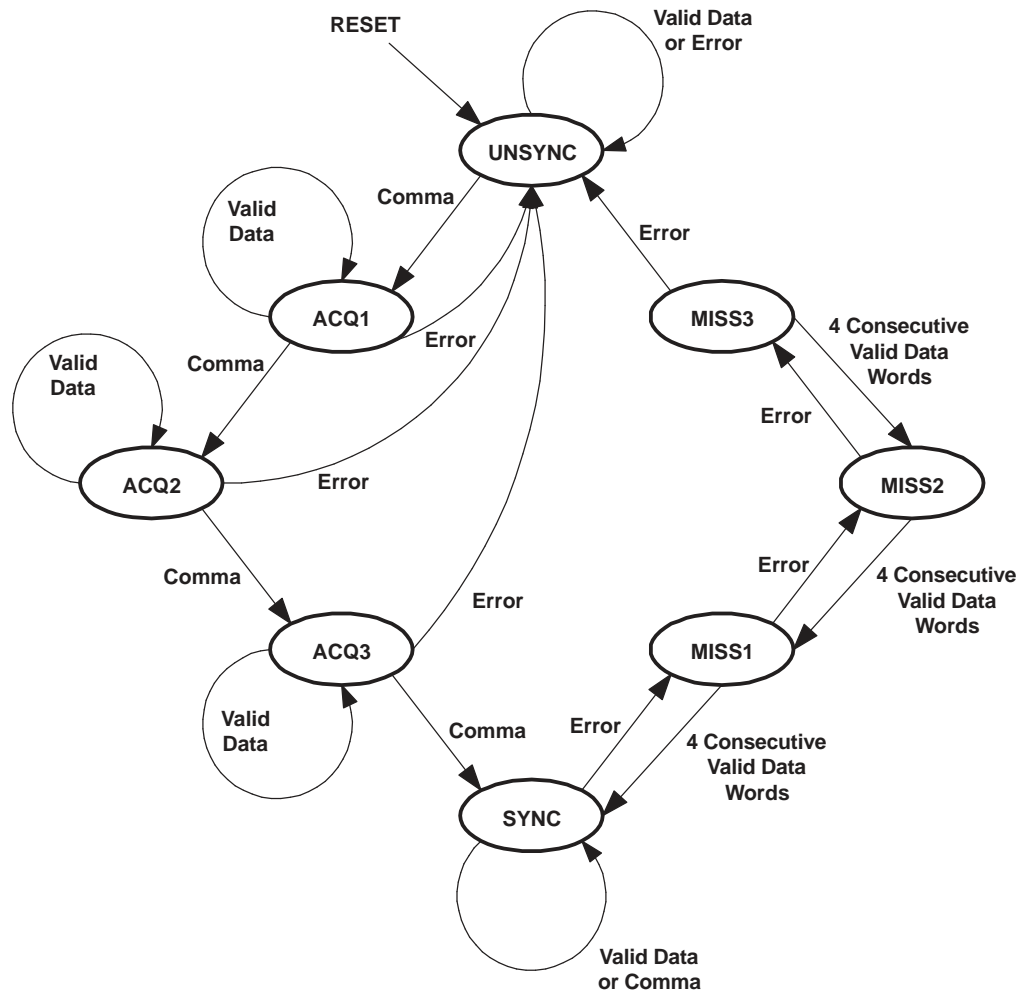 RESET
Valid Data
or Error
UNSYNC
Comma
Valid
Data
Error
ACQ1
MISS3
Error
4 Consecutive
Valid Data
Words
Comma
Valid
Data
Error
ACQ2
Error
MISS2
Comma
Error
4 Consecutive
Valid Data
Words
Error
ACQ3
MISS1
Valid
Data
Comma
Error
4 Consecutive
Valid Data
Words
SYNC
Valid Data
or Comma